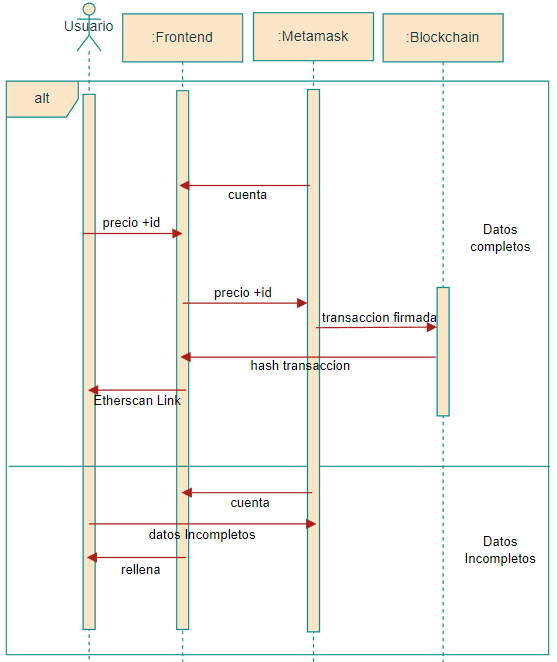 Usuario
:Frontend
:Metamask
:Blockchain
alt
cuenta
precio +id
Datos
completos
precio +id
transaccion firmada
hash transaccion
Etherscan Link
cuenta
datos Incompletos
Datos
Incompletos
rellena